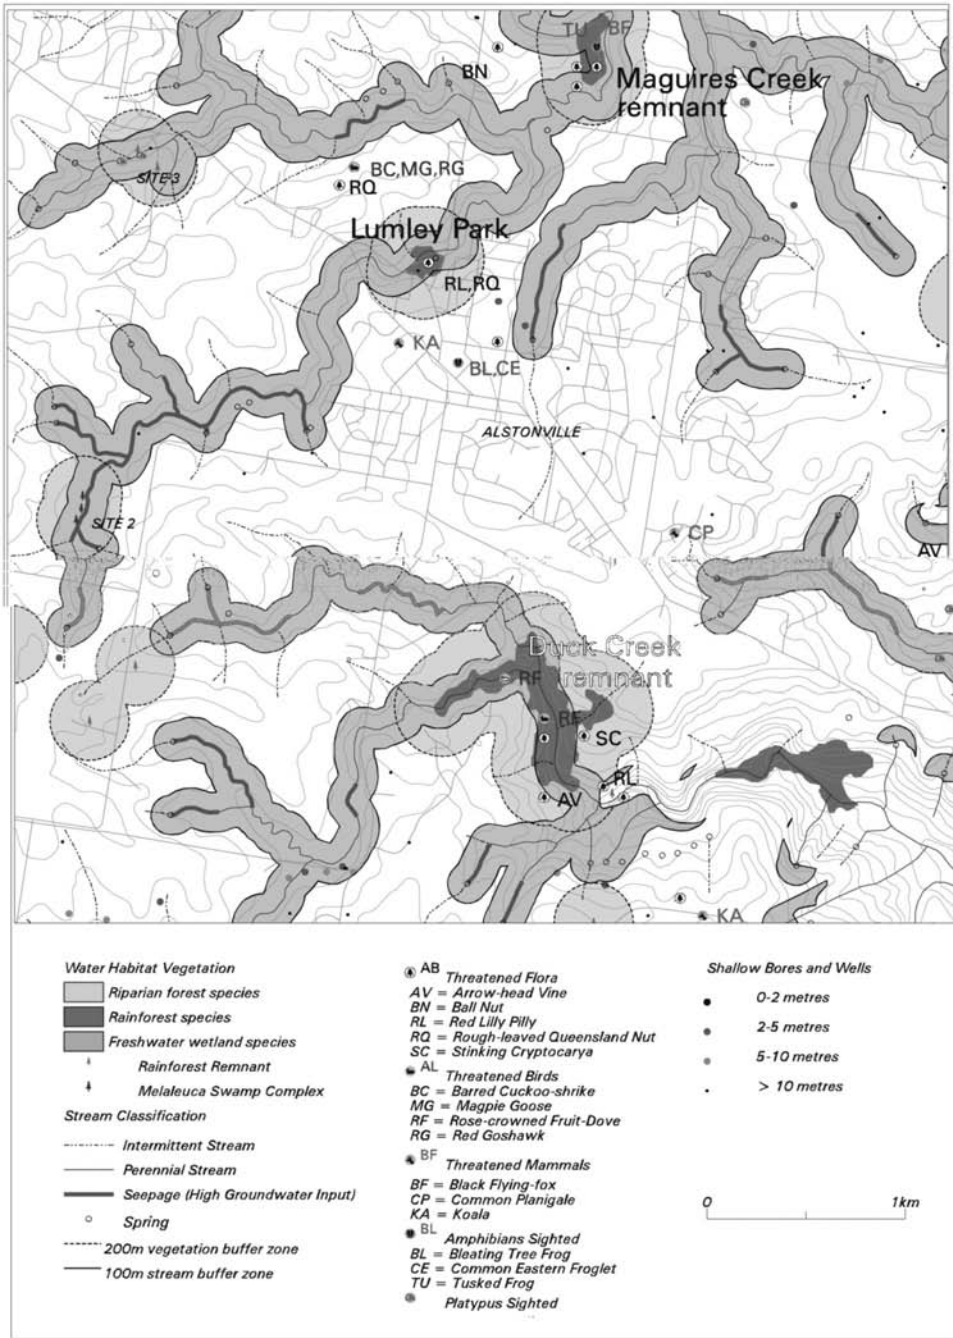 TU BF
BN
Maguires Creek
remnant
SITE 3
BC,MG,RG
RQ
Lumley Park
RL,RQ
KA
BL,CE
ALSTONVILLE
SITE 2
CP
AV
Duck Creek
remnant
RF
RF
SC
RL
AV
KA
Water Habitat Vegetation
Riparian forest species
Rainforest species
Freshwater wetland species
Rainforest Remnant
Melaleuca Swamp Complex
Stream Classification
Intermittent Stream
Perennial Stream
Seepage (High Groundwater Input)
Spring
200m vegetation buffer zone
100m stream buffer zone
AB
Threatened Flora
AV = Arrow-head Vine
BN = Ball Nut
RL = Red Lilly Pilly
RQ = Rough-leaved Queensland Nut
SC = Stinking Cryptocarya
AL
Threatened Birds
BC = Barred Cuckoo-shrike
MG = Magpie Goose
RF = Rose-crowned Fruit-Dove
RG = Red Goshawk
BF
Threatened Mammals
BF = Black Flying-fox
CP = Common Planigale
KA = Koala
BL
Amphibians Sighted
BL = Bleating Tree Frog
CE = Common Eastern Froglet
TU = Tusked Frog
Platypus Sighted
Shallow Bores and Wells
0-2 metres
2-5 metres
5-10 metres
> 10 metres
0 1km